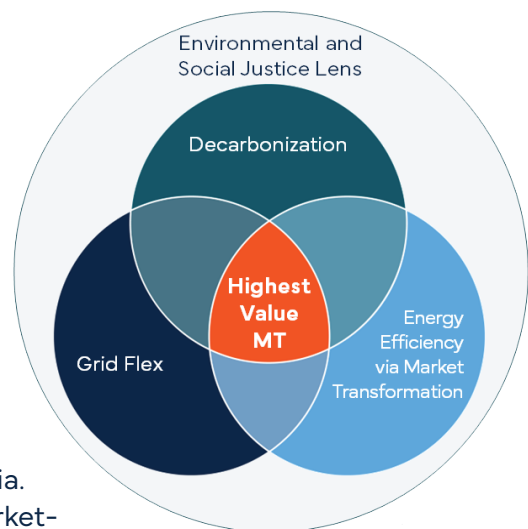 Environmental and
Social Justice Lens
Decarbonization
Highest
Value
MT
Grid Flex
Energy
Efficiency
via Market
Transformation
ia.
rket-